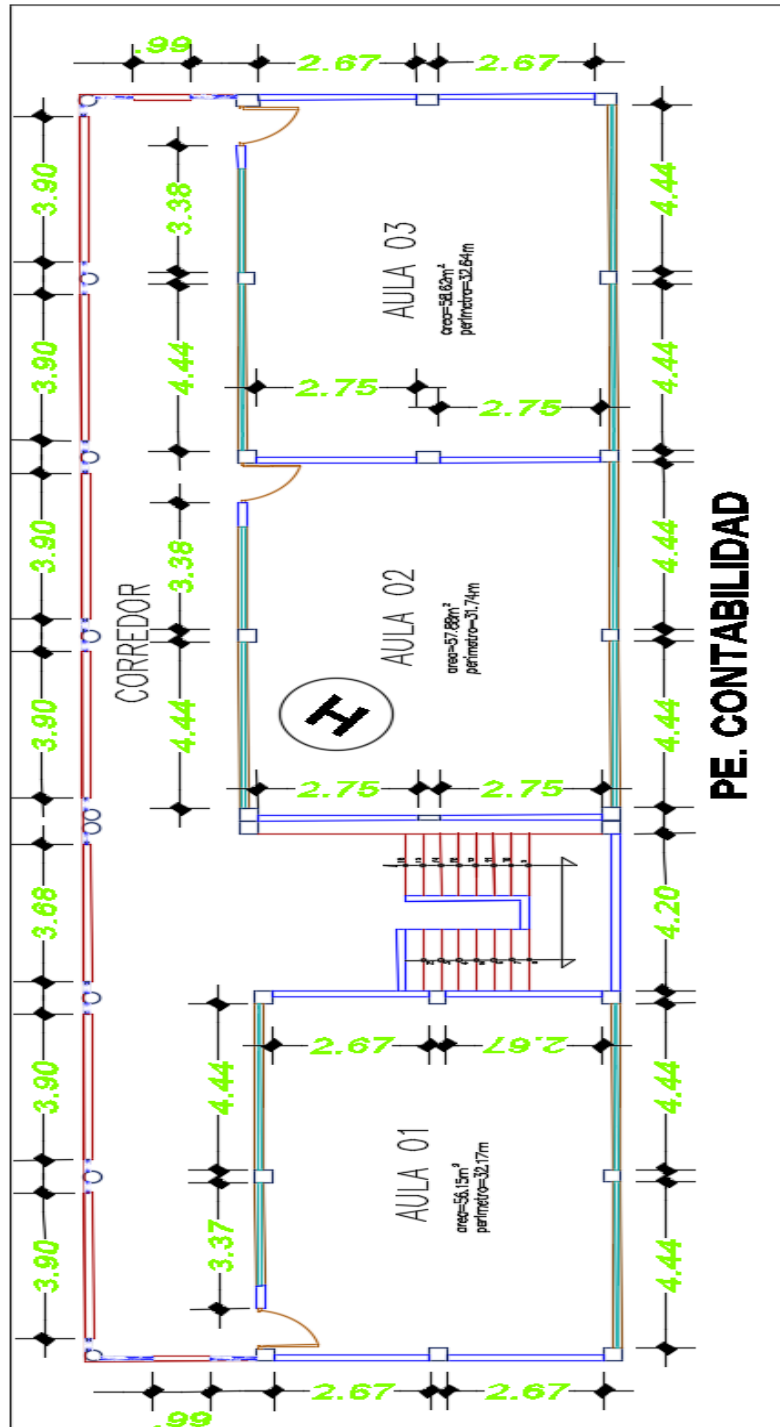 .99
2.67
2.67
3.90
3.38
4.44
AULA 03
area=58.62m²
perimetro=32.64m
3.90
4.44
4.44
2.75
2.75
3.90
3.38
4.44
CORREDOR
AULA 02
area=57.88m²
perimetro=31.74m
H
3.90
4.44
4.44
2.75
2.75
PE. CONTABILIDAD
3.68
4.20
3.90
4.44
2.67
2.67
4.44
AULA 01
area=56.15m²
perimetro=32.17m
3.90
3.37
4.44
.99
2.67
2.67